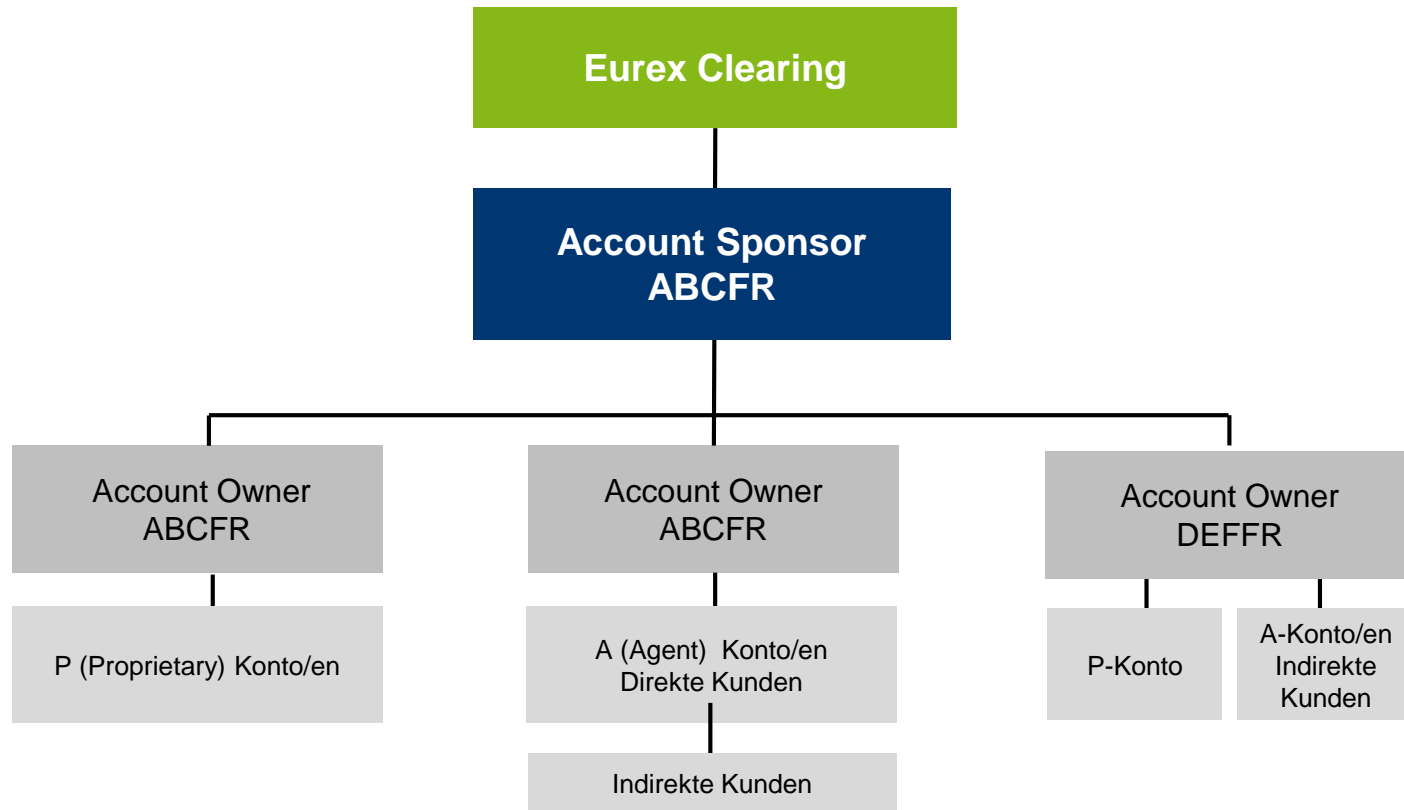 Eurex Clearing
Account Sponsor
ABCFR
Account Owner
ABCFR
P (Proprietary) Konto/en
Account Owner
ABCFR
A (Agent) Konto/en
Direkte Kunden
Indirekte Kunden
Account Owner
DEFFR
P-Konto
A-Konto/en
Indirekte
Kunden